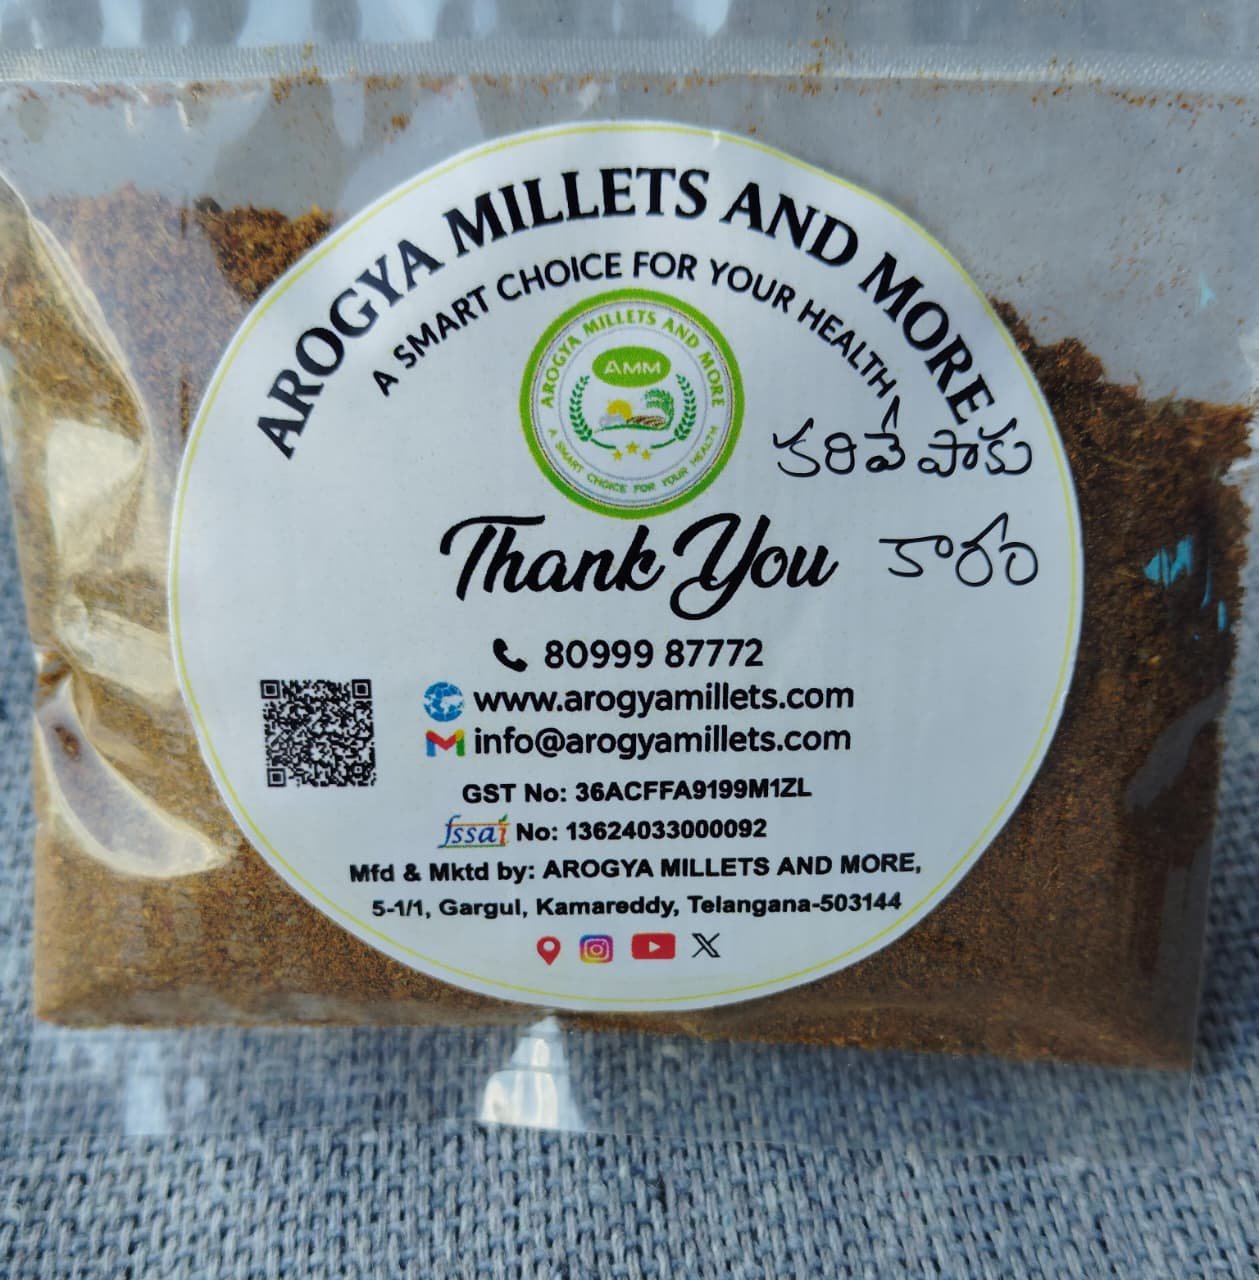 AROGYA MILLETS AND MORE
A SMART CHOICE FOR YOUR HEALTH
AROGYA MILLETS AND MORE
AMM
A SMART CHOICE FOR YOUR HEALTH
కరివేపాకు
కారం
Thank You
80999 87772
www.arogyamillets.com
info@arogyamillets.com
GST No: 36ACFFA9199M1ZL
fssai No: 13624033000092
Mfd & Mktd by: AROGYA MILLETS AND MORE,
5-1/1, Gargul, Kamareddy, Telangana-503144